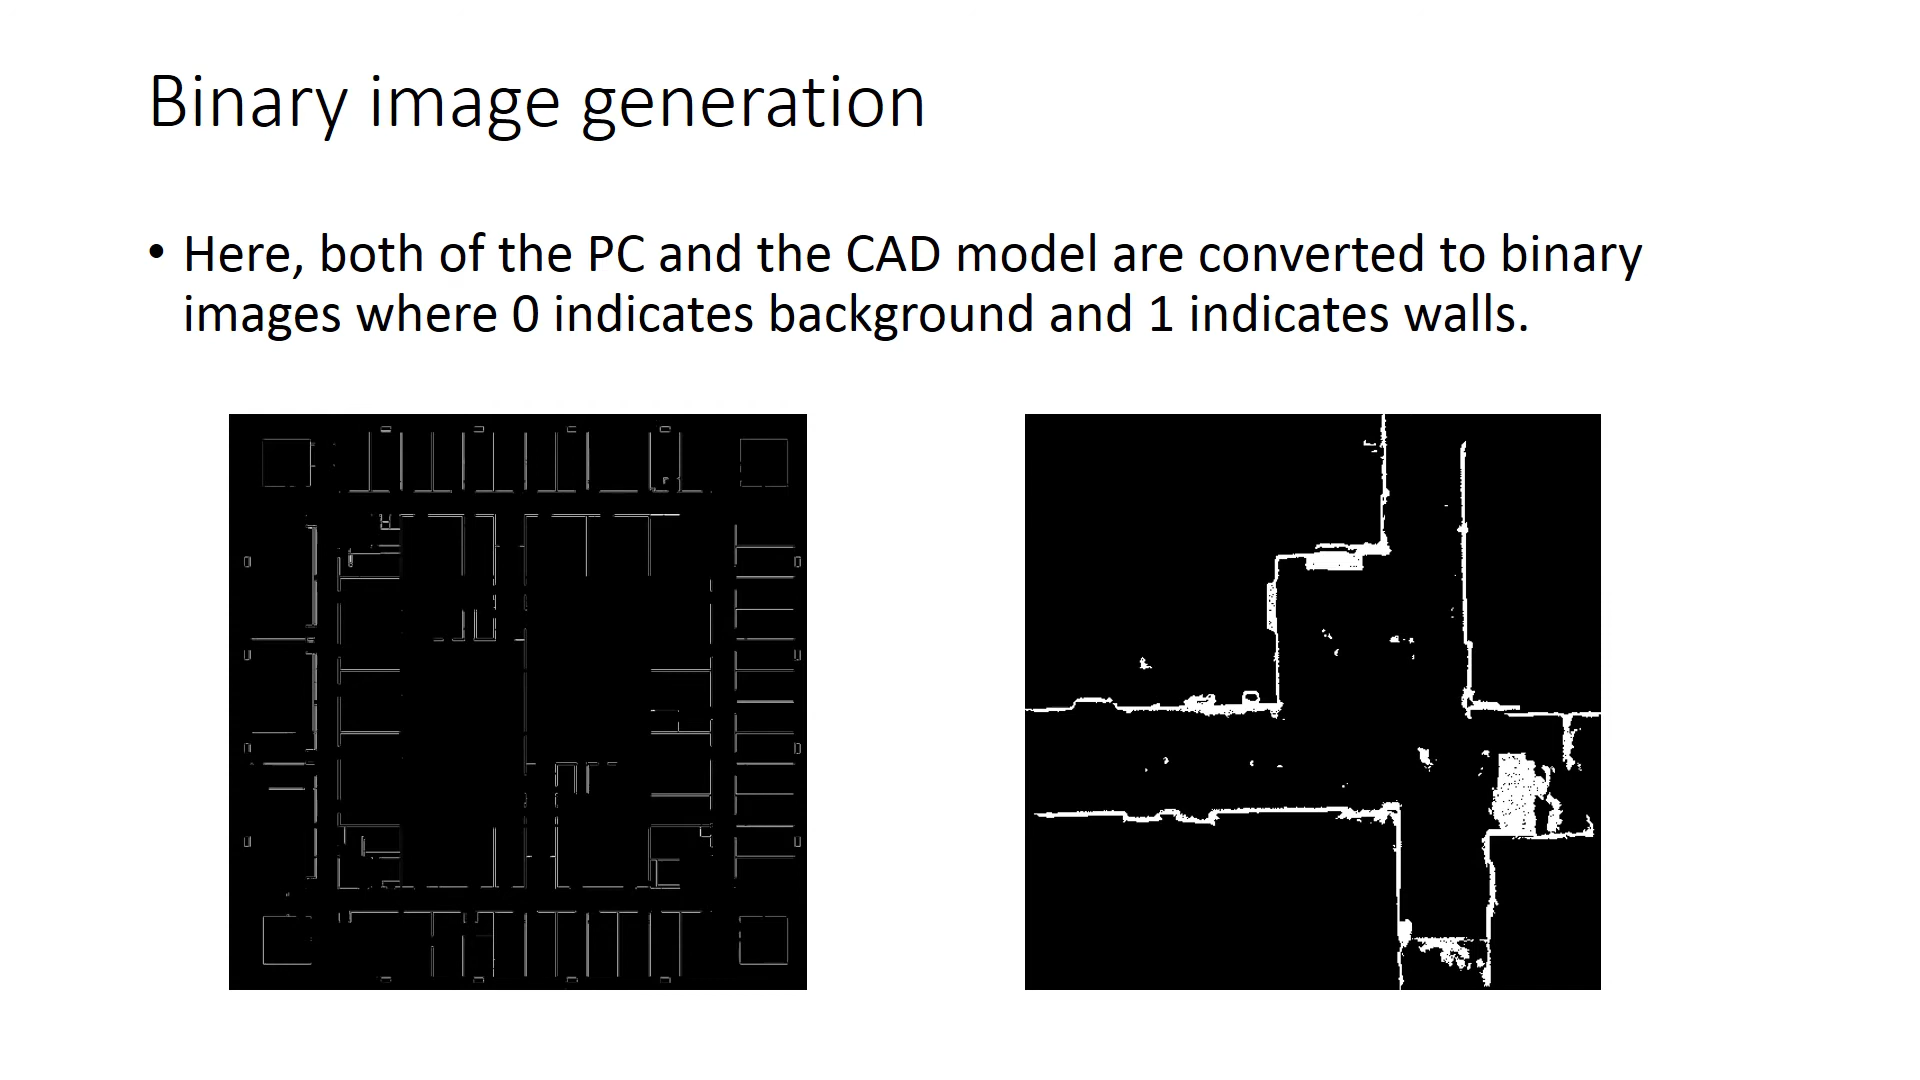 Binary image generation
• Here, both of the PC and the CAD model are converted to binary
images where 0 indicates background and 1 indicates walls.